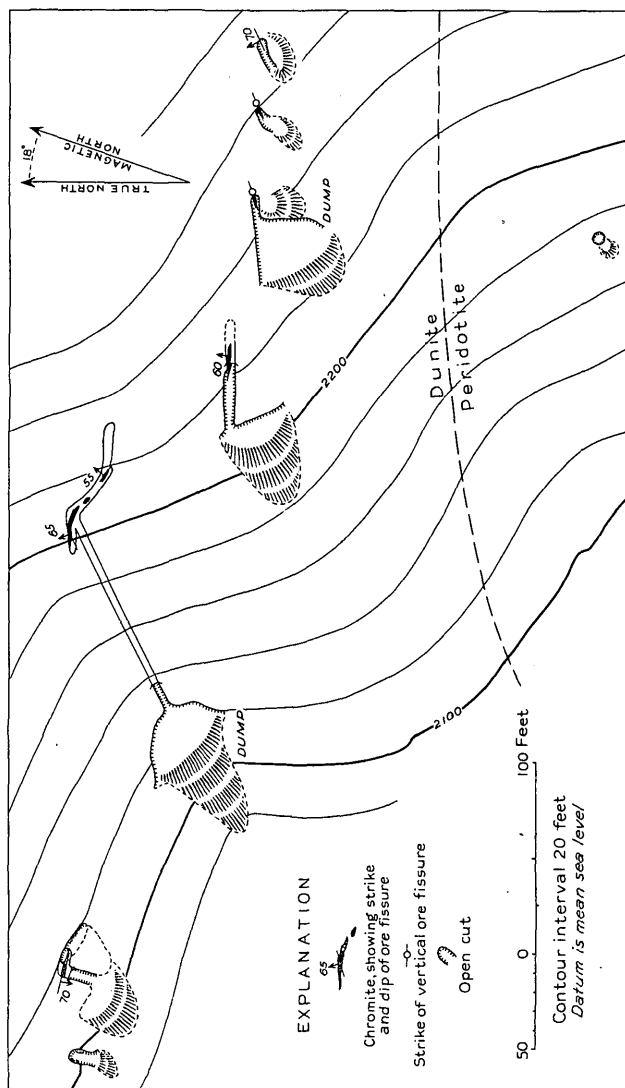 18°
TRUE NORTH
MAGNETIC
NORTH
70
65
55
60
DUMP
2200
Dunite
Peridotite
DUMP
2100
70
EXPLANATION
65
Chromite, showing strike
and dip of ore fissure
Strike of vertical ore fissure
Open cut
50 0 100 Feet
Contour interval 20 feet
Datum is mean sea level